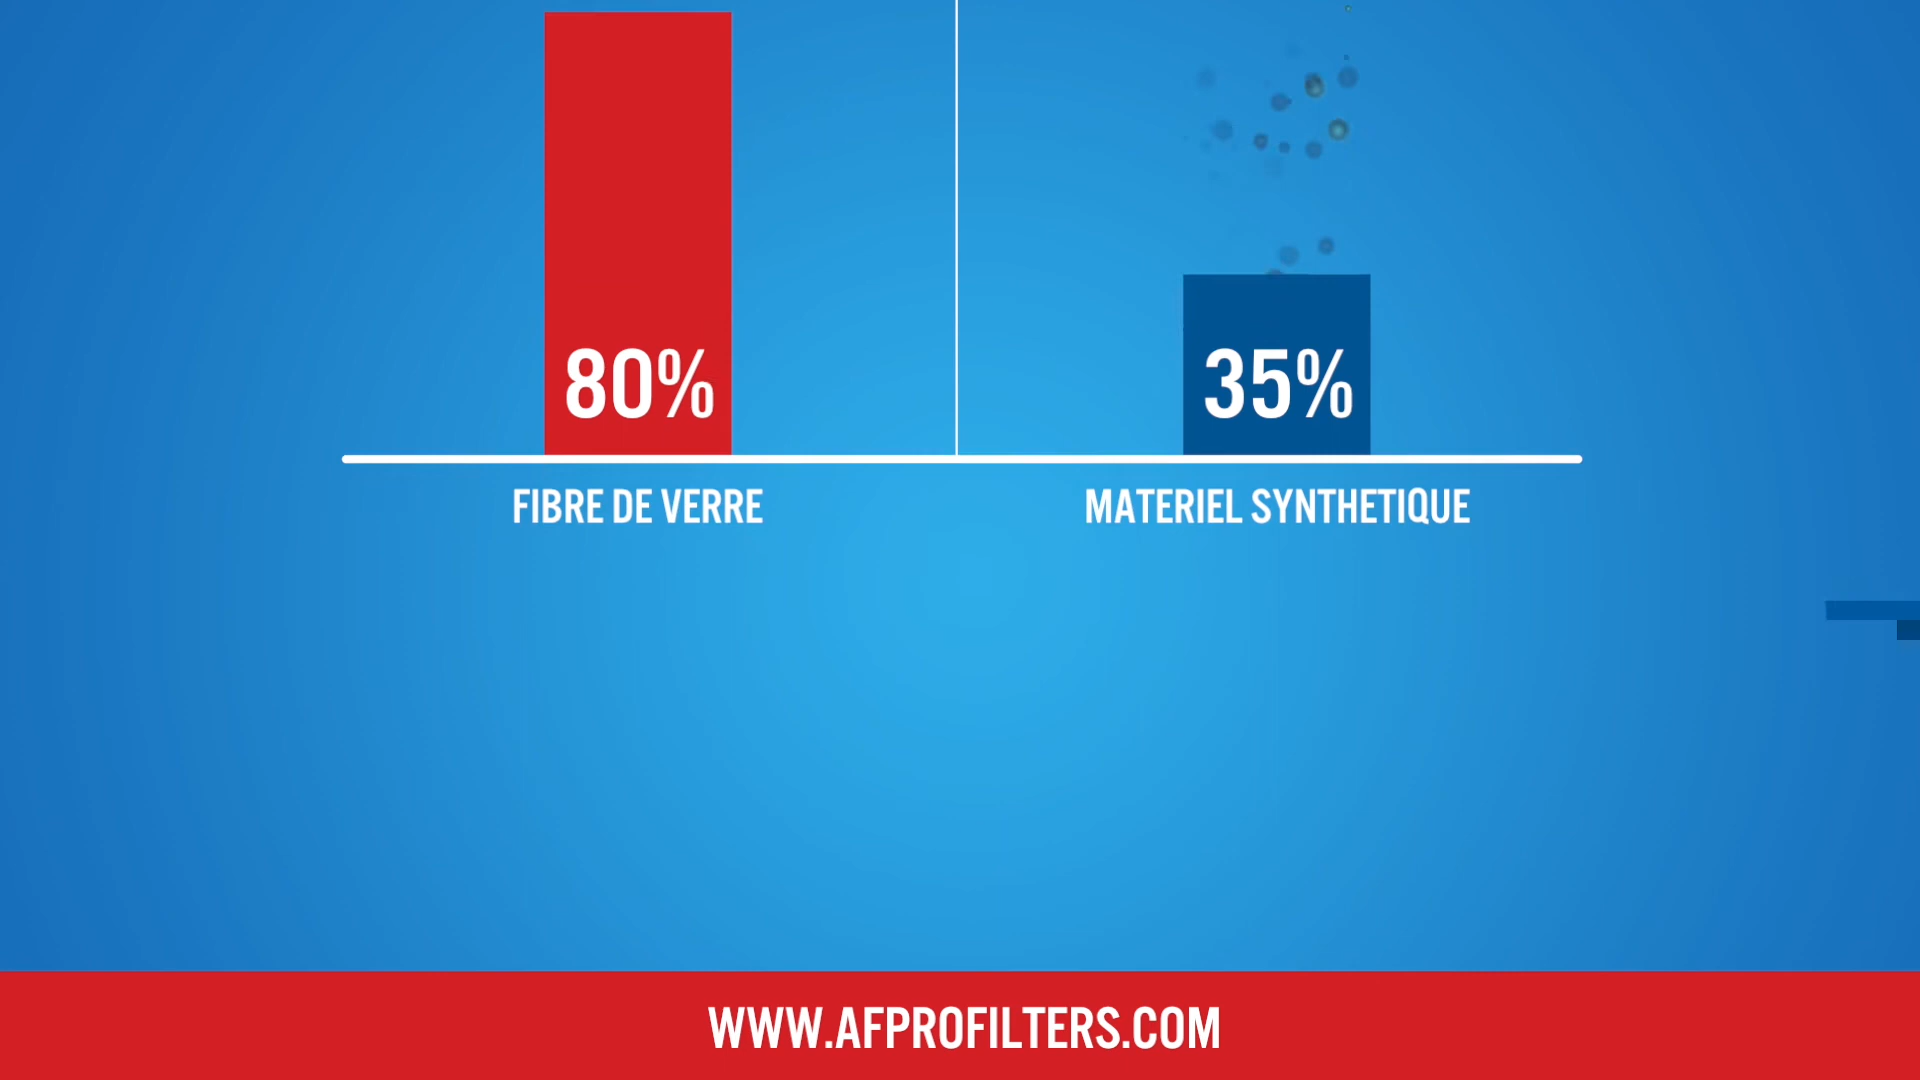 80%
35%
FIBRE DE VERRE
MATERIEL SYNTHETIQUE
WWW.AFPROFILTERS.COM